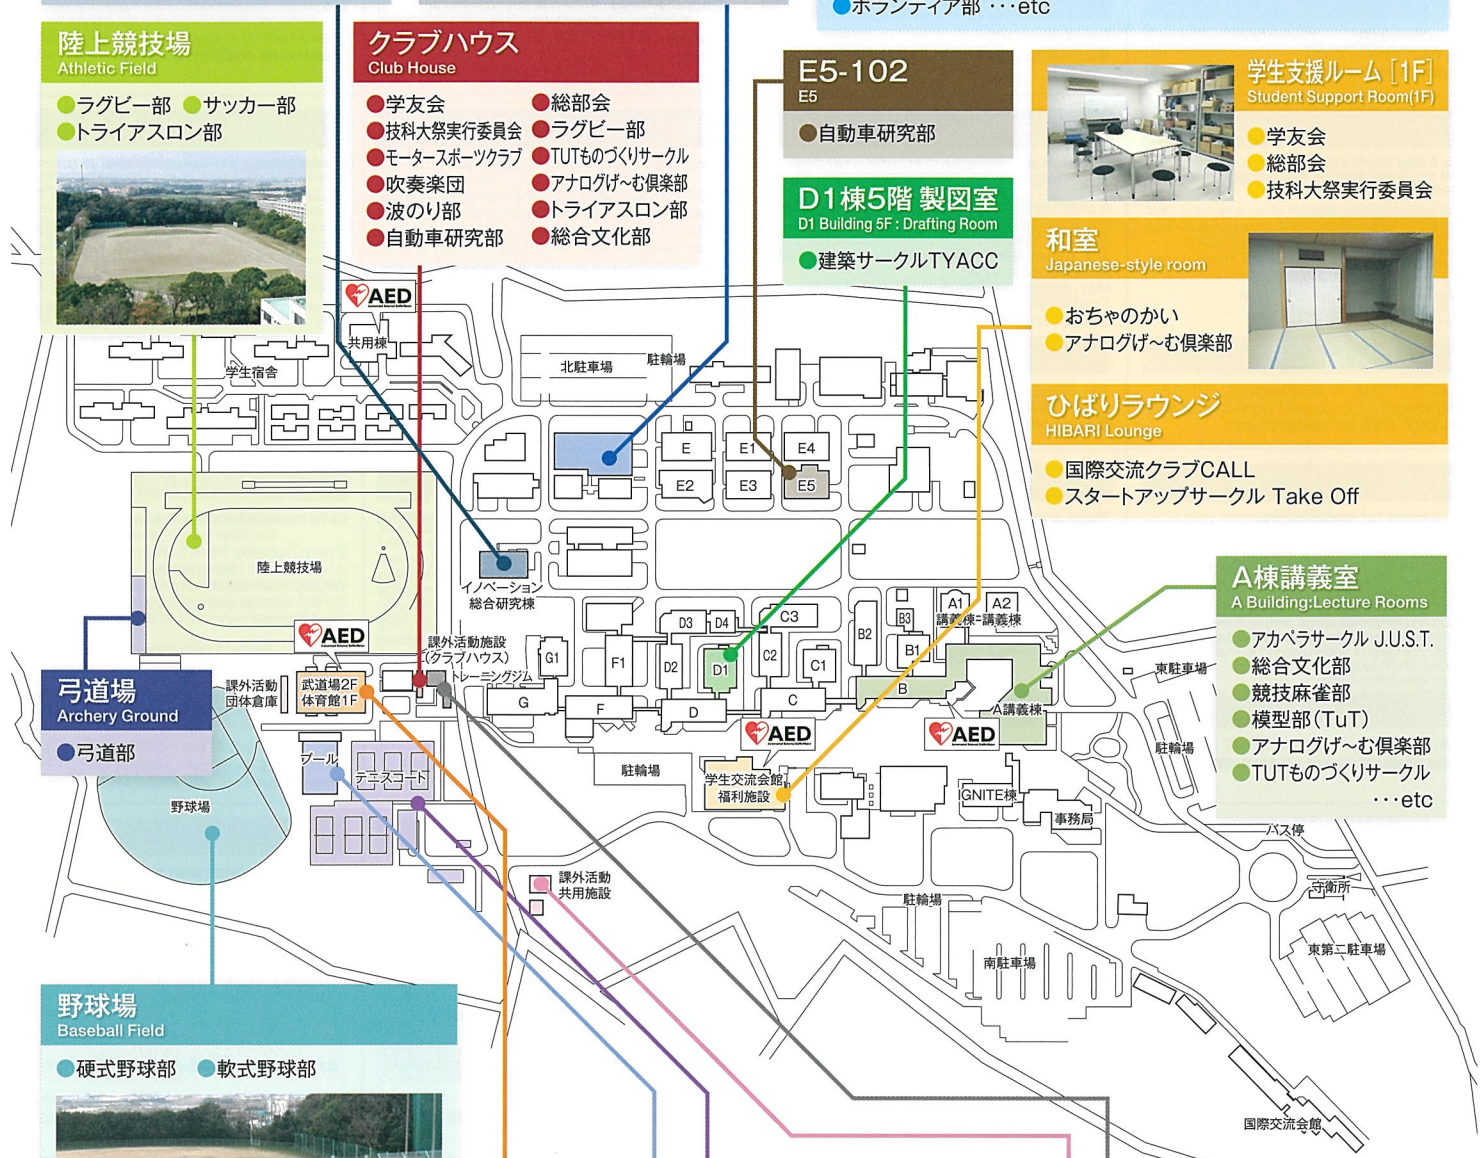 ボランティア部 ･･･etc
陸上競技場
Athletic Field
ラグビー部 サッカー部
トライアスロン部
クラブハウス
Club House
学友会
技科大祭実行委員会
モータースポーツクラブ
吹奏楽団
波のり部
自動車研究部
総部会
ラグビー部
TUTものづくりサークル
アナログげ～む倶楽部
トライアスロン部
総合文化部
E5-102
E5
自動車研究部
D1棟5階 製図室
D1 Building 5F : Drafting Room
建築サークルTYACC
学生支援ルーム［1F］
Student Support Room(1F)
学友会
総部会
技科大祭実行委員会
和室
Japanese-style room
おちゃのかい
アナログげ～む倶楽部
ひばりラウンジ
HIBARI Lounge
国際交流クラブCALL
スタートアップサークル Take Off
A棟講義室
A Building:Lecture Rooms
アカペラサークル J.U.S.T.
総合文化部
競技麻雀部
模型部（TuT）
アナログげ～む倶楽部
TUTものづくりサークル
･･･etc
弓道場
Archery Ground
弓道部
野球場
Baseball Field
硬式野球部 軟式野球部
AED
共用棟
学生宿舎
北駐車場
駐輪場
E
E1
E4
E2
E3
E5
陸上競技場
イノベーション
総合研究棟
AED
課外活動施設
（クラブハウス）
トレーニングジム
課外活動
団体倉庫
武道場2F
体育館1F
G1
F1
D3
D4
C3
D2
D1
C2
C1
B2
B3
B1
A1
講義棟
A2
講義棟
G
F
D
C
B
A講義棟
AED
AED
東駐車場
駐輪場
プール
テニスコート
野球場
駐輪場
学生交流会館
福利施設
IGNITE棟
事務局
バス停
守衛所
課外活動
共用施設
駐輪場
南駐車場
東第二駐車場
国際交流会館